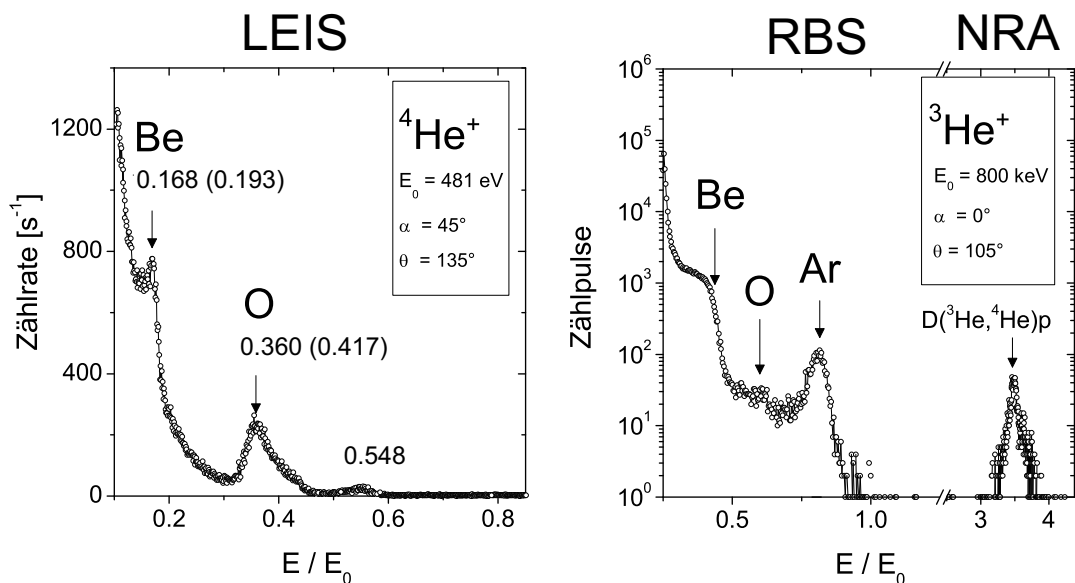 LEIS
Zählrate [s⁻¹]
1200
800
400
0
Be
0.168 (0.193)
O
0.360 (0.417)
0.548
⁴He⁺
E₀ = 481 eV
α = 45°
θ = 135°
0.2
0.4
0.6
0.8
E / E₀
RBS
NRA
Zählpulse
10⁶
10⁵
10⁴
10³
10²
10¹
10⁰
Be
O
Ar
³He⁺
E₀ = 800 keV
α = 0°
θ = 105°
D(³He,⁴He)p
0.5
1.0
3
4
E / E₀